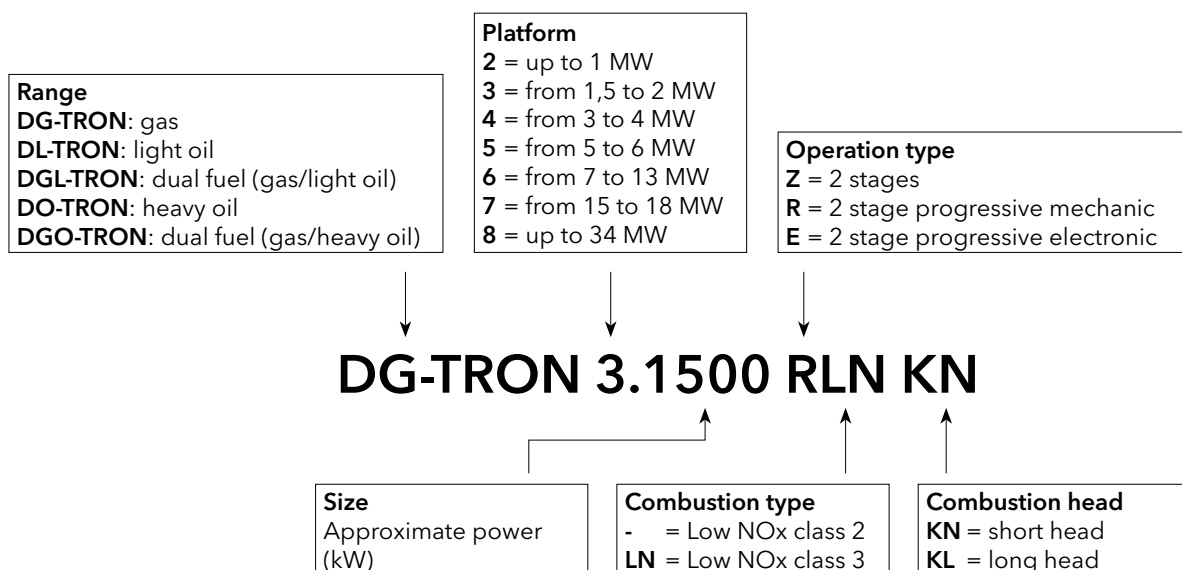 Platform
2 = up to 1 MW
3 = from 1,5 to 2 MW
4 = from 3 to 4 MW
5 = from 5 to 6 MW
6 = from 7 to 13 MW
7 = from 15 to 18 MW
8 = up to 34 MW
Range
DG-TRON: gas
DL-TRON: light oil
DGL-TRON: dual fuel (gas/light oil)
DO-TRON: heavy oil
DGO-TRON: dual fuel (gas/heavy oil)
Operation type
Z = 2 stages
R = 2 stage progressive mechanic
E = 2 stage progressive electronic
DG-TRON 3.1500 RLN KN
Size
Approximate power
(kW)
Combustion type
- = Low NOx class 2
LN = Low NOx class 3
Combustion head
KN = short head
KL = long head